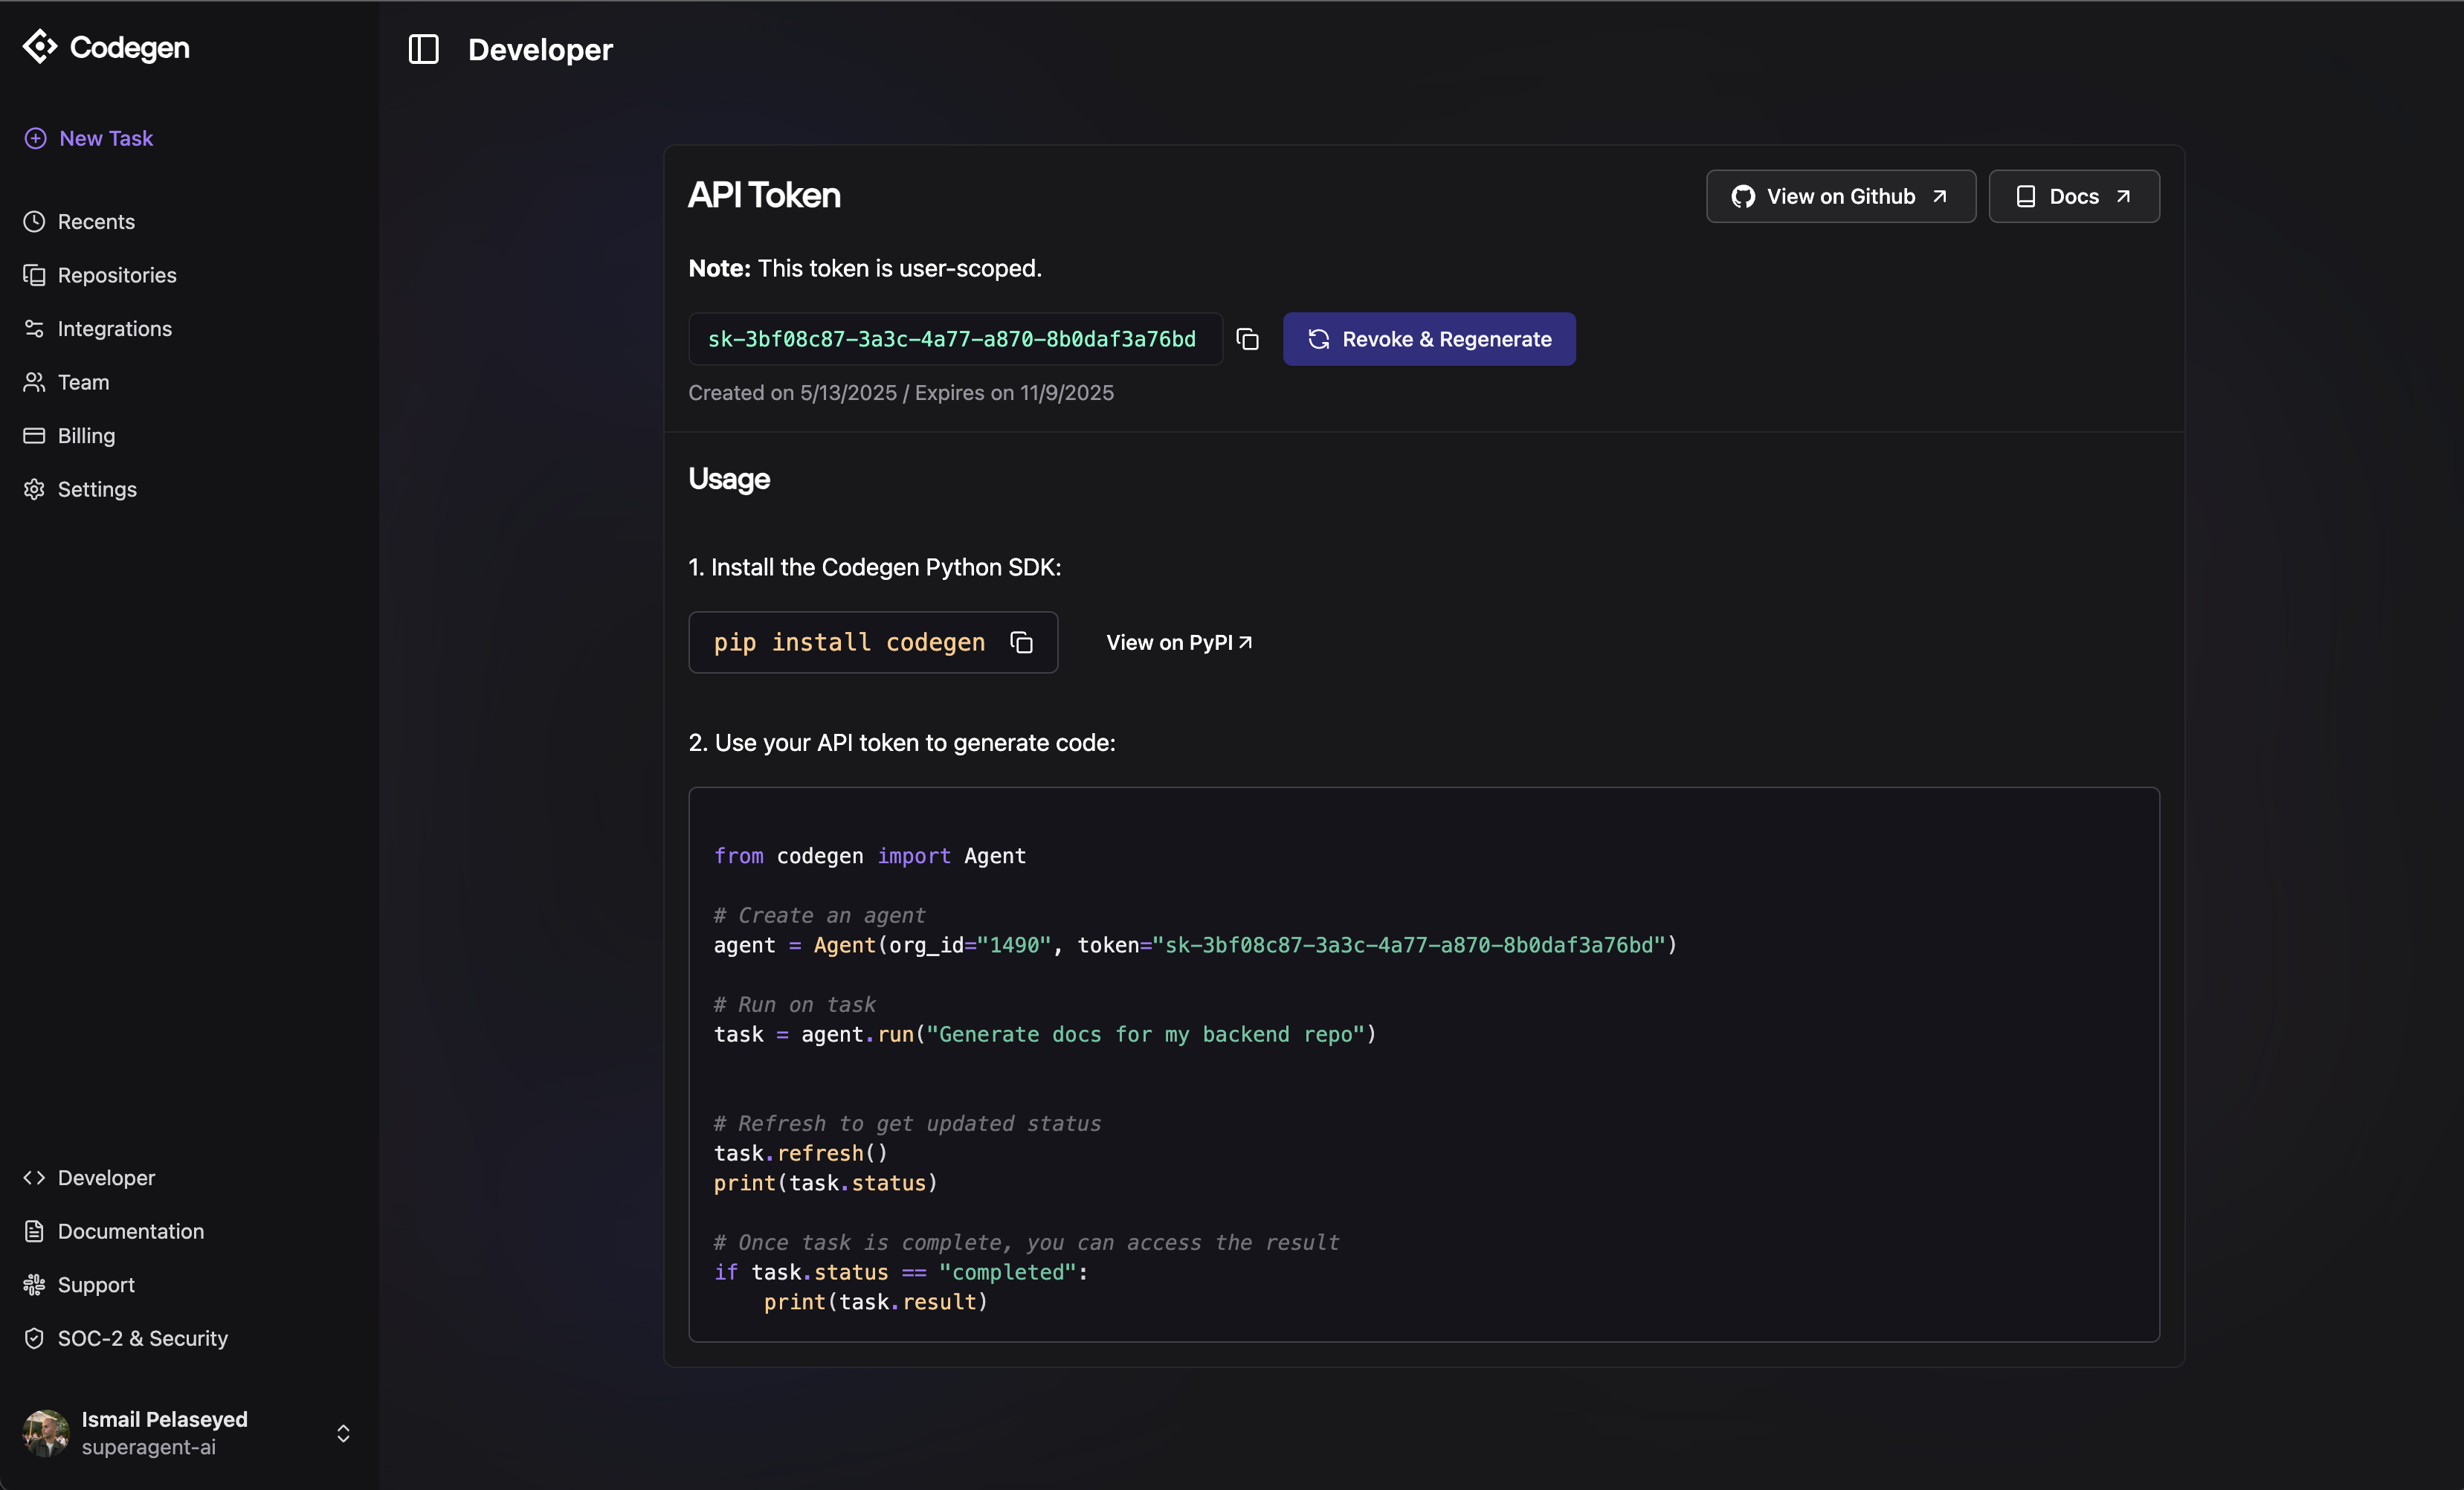 Codegen
New Task
Recents
Repositories
Integrations
Team
Billing
Settings
Developer
Documentation
Support
SOC-2 & Security
Ismail Pelaseyed
superagent-ai
Developer
API Token
View on Github
Docs
Note: This token is user-scoped.
sk-3bf08c87-3a3c-4a77-a870-8b0daf3a76bd
Revoke & Regenerate
Created on 5/13/2025 / Expires on 11/9/2025
Usage
1. Install the Codegen Python SDK:
pip install codegen
View on PyPI
2. Use your API token to generate code:
from codegen import Agent
# Create an agent
agent = Agent(org_id="1490", token="sk-3bf08c87-3a3c-4a77-a870-8b0daf3a76bd")
# Run on task
task = agent.run("Generate docs for my backend repo")
# Refresh to get updated status
task.refresh()
print(task.status)
# Once task is complete, you can access the result
if task.status == "completed":
    print(task.result)